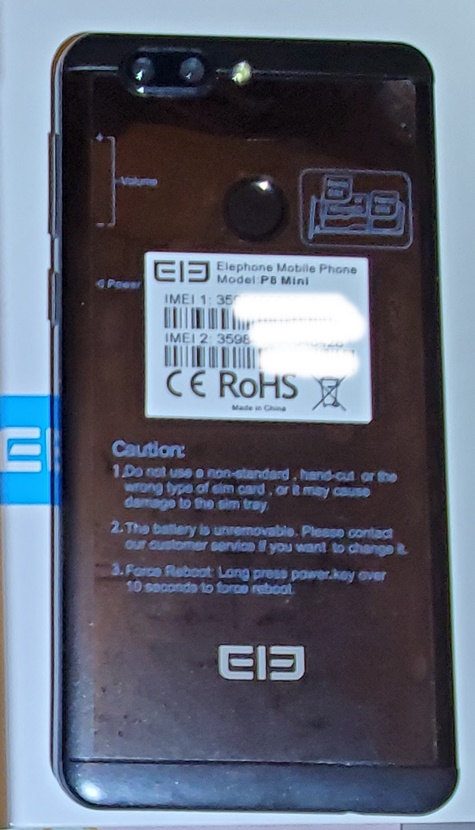 Volume
Power
Elephone Mobile Phone
Model:P8 Mini
IMEI 1: 359
IMEI 2: 3598
CE RoHS
Made in China
Caution:
1.Do not use a non-standard , hand-cut or the
wrong type of sim card , or it may cause
damage to the sim tray.
2. The battery is unremovable. Please contact
our customer service if you want to change it.
3. Force Reboot: Long press power.key over
10 seconds to force reboot.